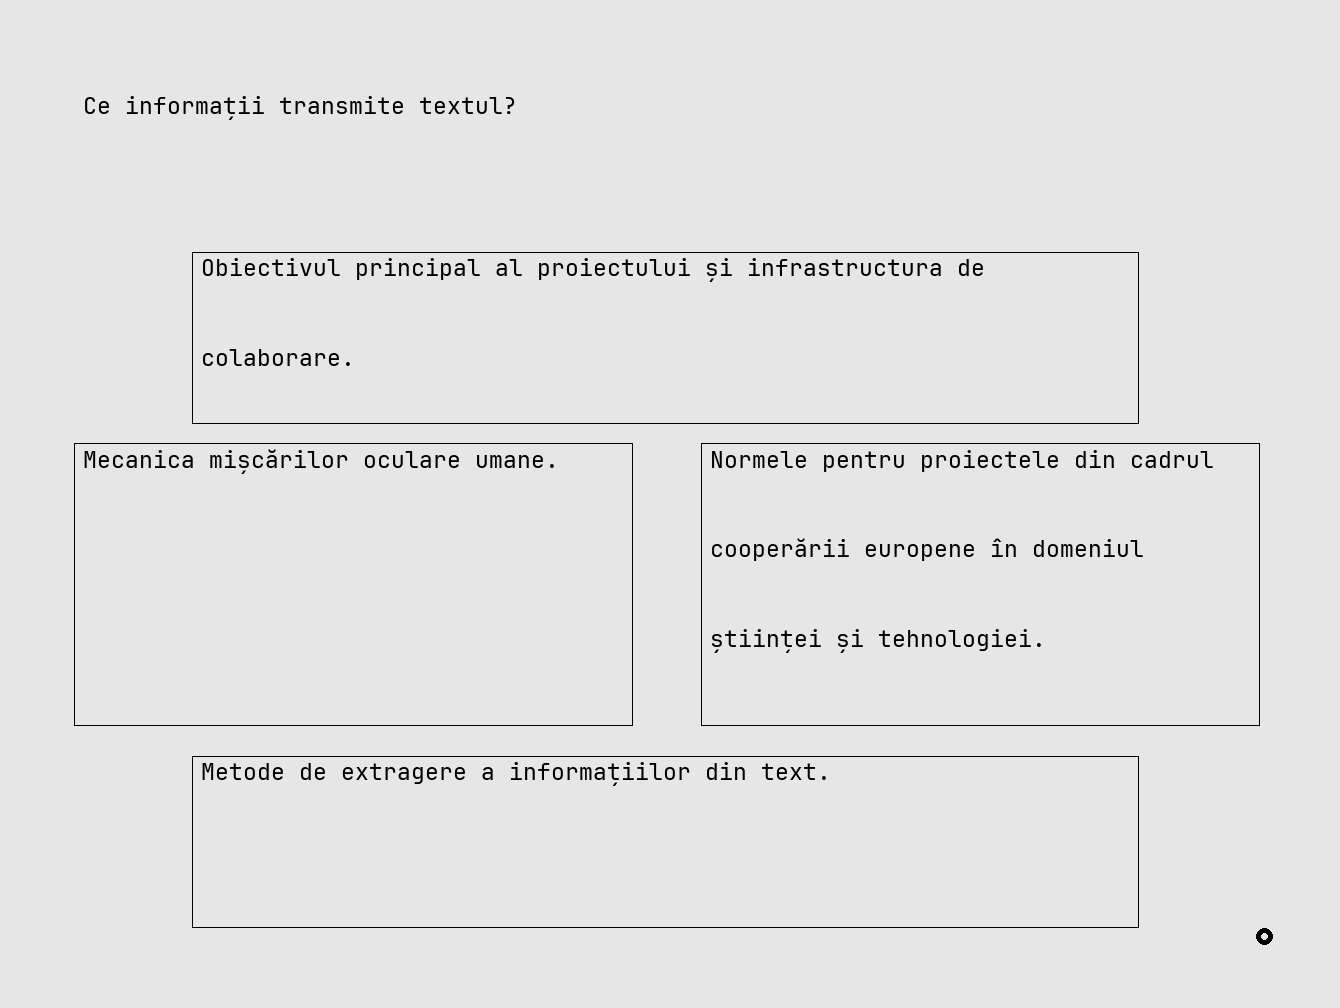 Ce informații transmite textul?
Obiectivul principal al proiectului și infrastructura de
colaborare.
Mecanica mișcărilor oculare umane.
Normele pentru proiectele din cadrul
cooperării europene în domeniul
științei și tehnologiei.
Metode de extragere a informațiilor din text.